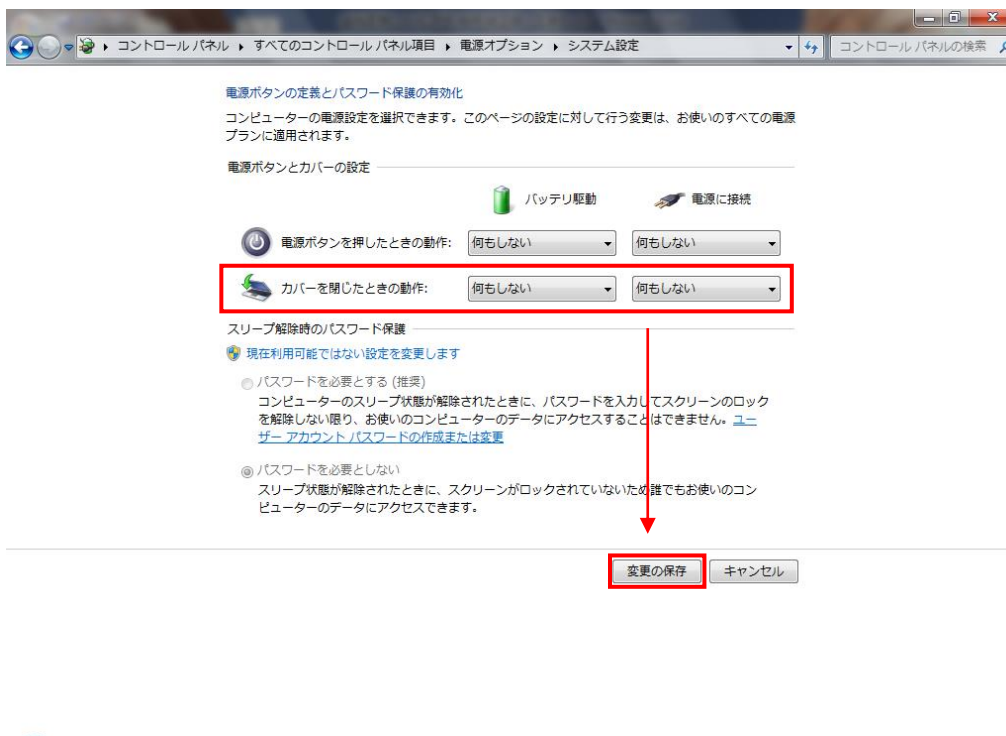 コントロール パネル ▸ すべてのコントロール パネル項目 ▸ 電源オプション ▸ システム設定
コントロール パネルの検索
電源ボタンの定義とパスワード保護の有効化
コンピューターの電源設定を選択できます。このページの設定に対して行う変更は、お使いのすべての電源
プランに適用されます。
電源ボタンとカバーの設定
バッテリ駆動 電源に接続
電源ボタンを押したときの動作: 何もしない 何もしない
カバーを閉じたときの動作: 何もしない 何もしない
スリープ解除時のパスワード保護
現在利用可能ではない設定を変更します
パスワードを必要とする (推奨)
コンピューターのスリープ状態が解除されたときに、パスワードを入力してスクリーンのロック
を解除しない限り、お使いのコンピューターのデータにアクセスすることはできません。ユー
ザー アカウント パスワードの作成または変更
パスワードを必要としない
スリープ状態が解除されたときに、スクリーンがロックされていないため誰でもお使いのコン
ピューターのデータにアクセスできます。
変更の保存 キャンセル